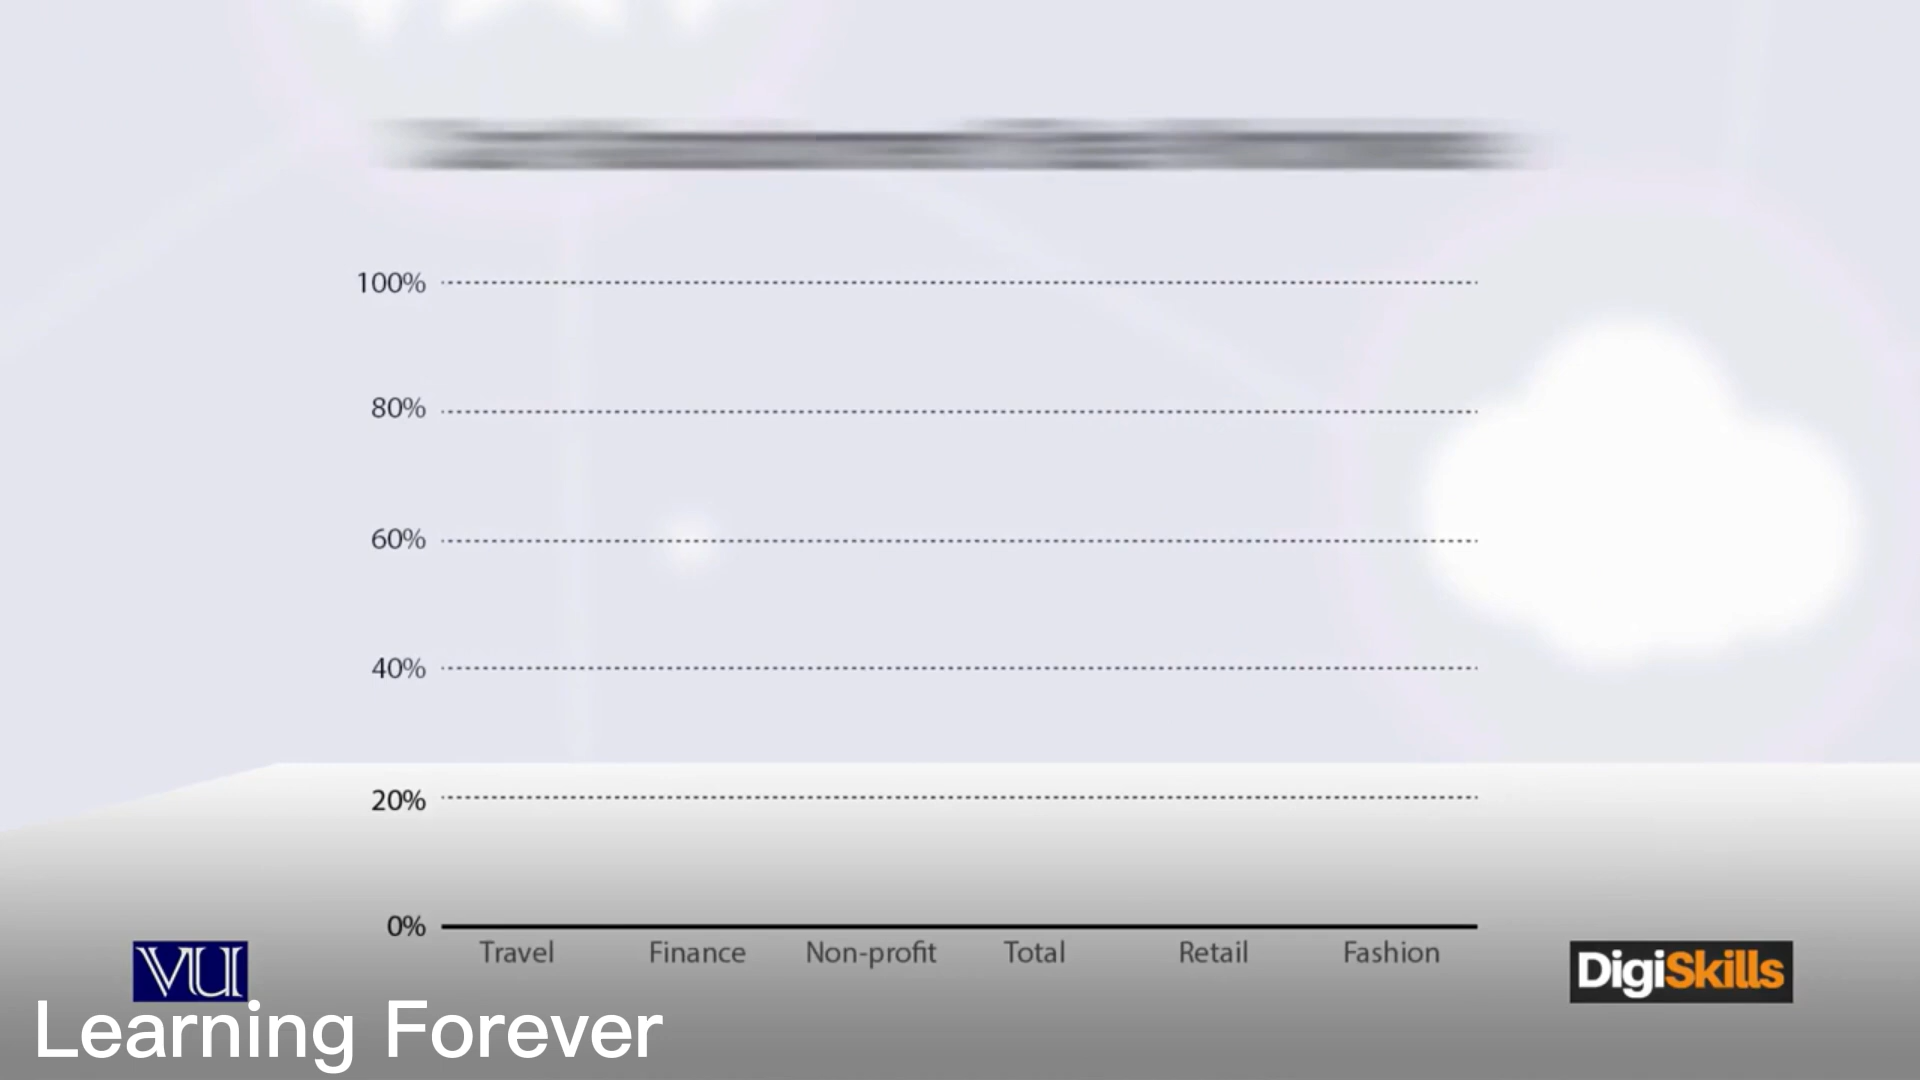 100%
80%
60%
40%
20%
0%
Travel Finance Non-profit Total Retail Fashion
VU
DigiSkills
Learning Forever